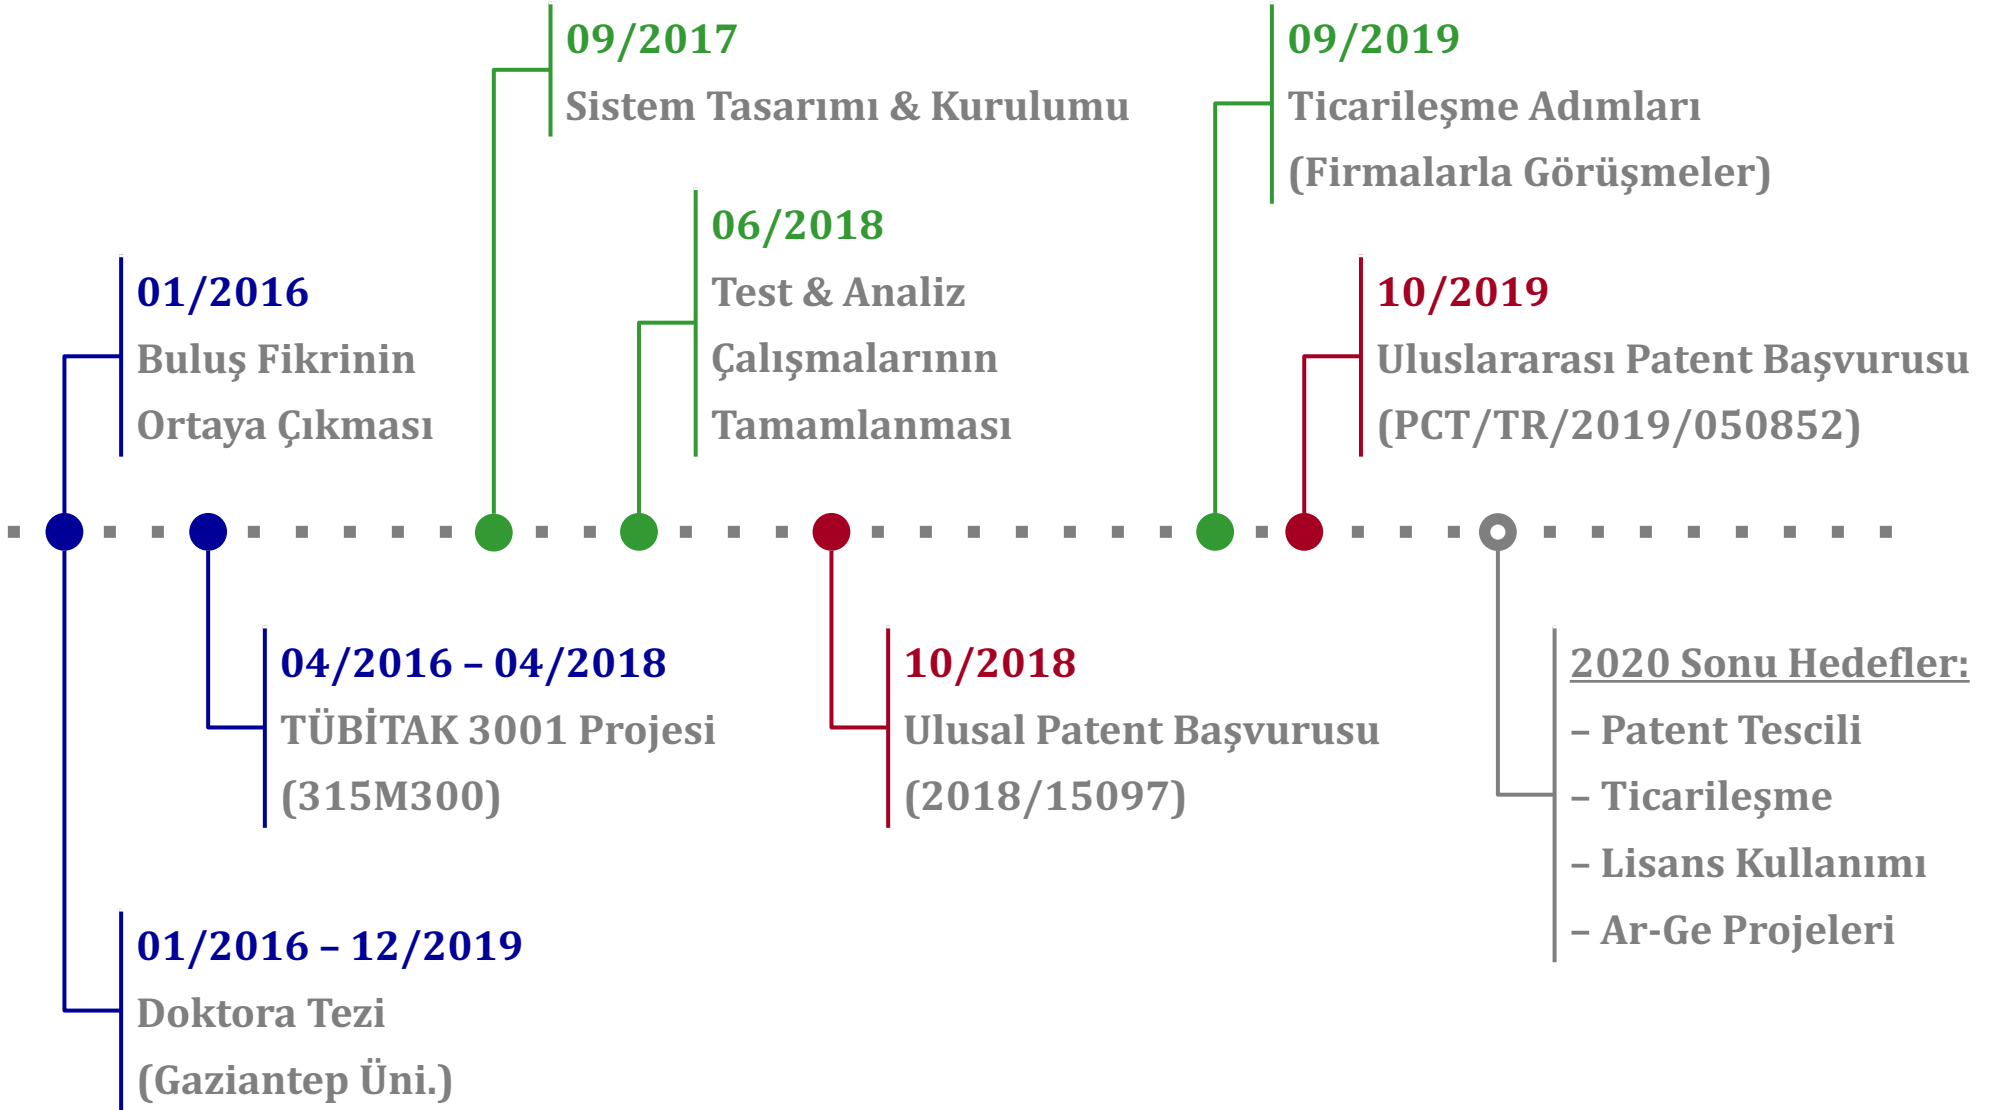 09/2017
Sistem Tasarımı & Kurulumu
09/2019
Ticarileşme Adımları
(Firmalarla Görüşmeler)
06/2018
Test & Analiz
Çalışmalarının
Tamamlanması
01/2016
Buluş Fikrinin
Ortaya Çıkması
10/2019
Uluslararası Patent Başvurusu
(PCT/TR/2019/050852)
04/2016 – 04/2018
TÜBİTAK 3001 Projesi
(315M300)
10/2018
Ulusal Patent Başvurusu
(2018/15097)
2020 Sonu Hedefler:
– Patent Tescili
– Ticarileşme
– Lisans Kullanımı
– Ar-Ge Projeleri
01/2016 – 12/2019
Doktora Tezi
(Gaziantep Üni.)